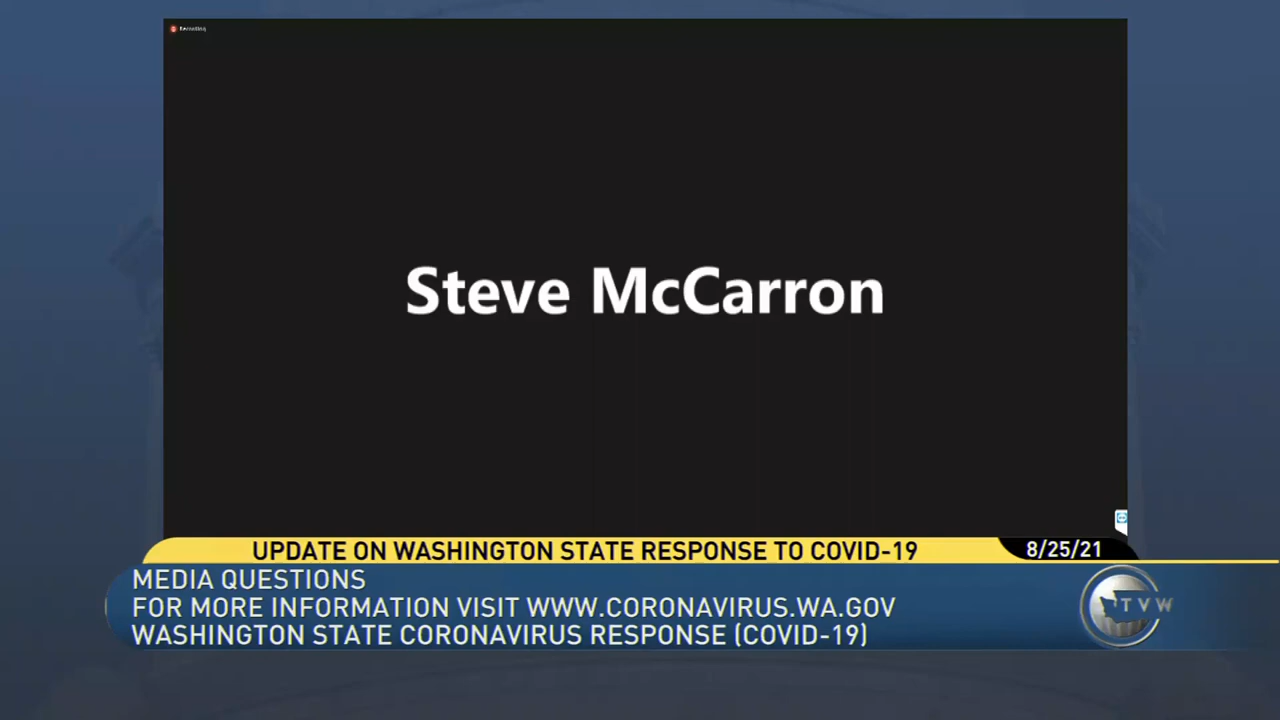 Recording
Steve McCarron
UPDATE ON WASHINGTON STATE RESPONSE TO COVID-19
8/25/21
MEDIA QUESTIONS
FOR MORE INFORMATION VISIT WWW.CORONAVIRUS.WA.GOV
WASHINGTON STATE CORONAVIRUS RESPONSE (COVID-19)
TVW